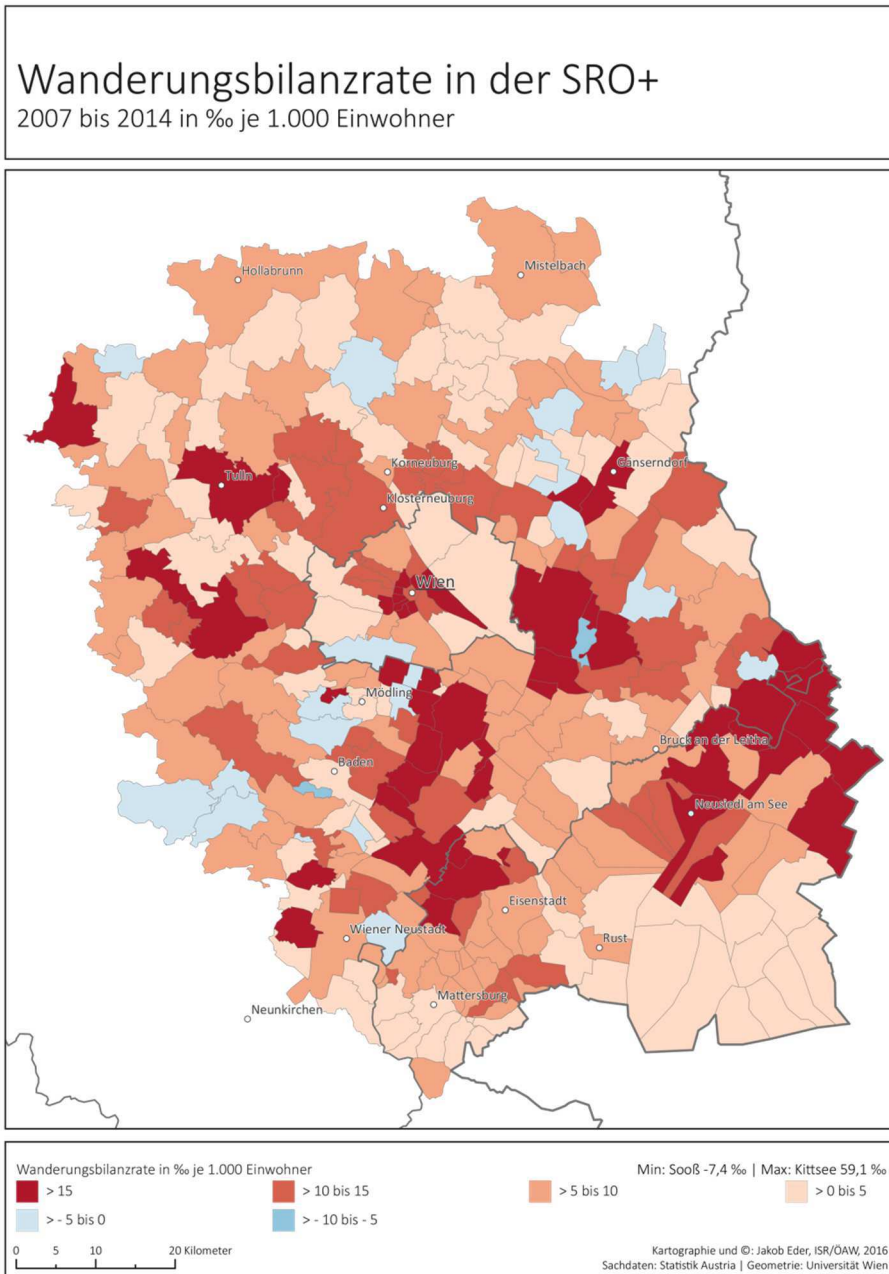 Wanderungsbilanzrate in der SRO+
2007 bis 2014 in ‰ je 1.000 Einwohner
Hollabrunn
Mistelbach
Korneuburg
Gänserndorf
Tulln
Klosterneuburg
Wien
Mödling
Bruck an der Leitha
Baden
Neusiedl am See
Eisenstadt
Wiener Neustadt
Rust
Mattersburg
Neunkirchen
Wanderungsbilanzrate in ‰ je 1.000 Einwohner
Min: Sooß -7,4 ‰ | Max: Kittsee 59,1 ‰
> 15
> 10 bis 15
> 5 bis 10
> 0 bis 5
> - 5 bis 0
> - 10 bis - 5
0 5 10 20 Kilometer
Kartographie und ©: Jakob Eder, ISR/ÖAW, 2016
Sachdaten: Statistik Austria | Geometrie: Universität Wien